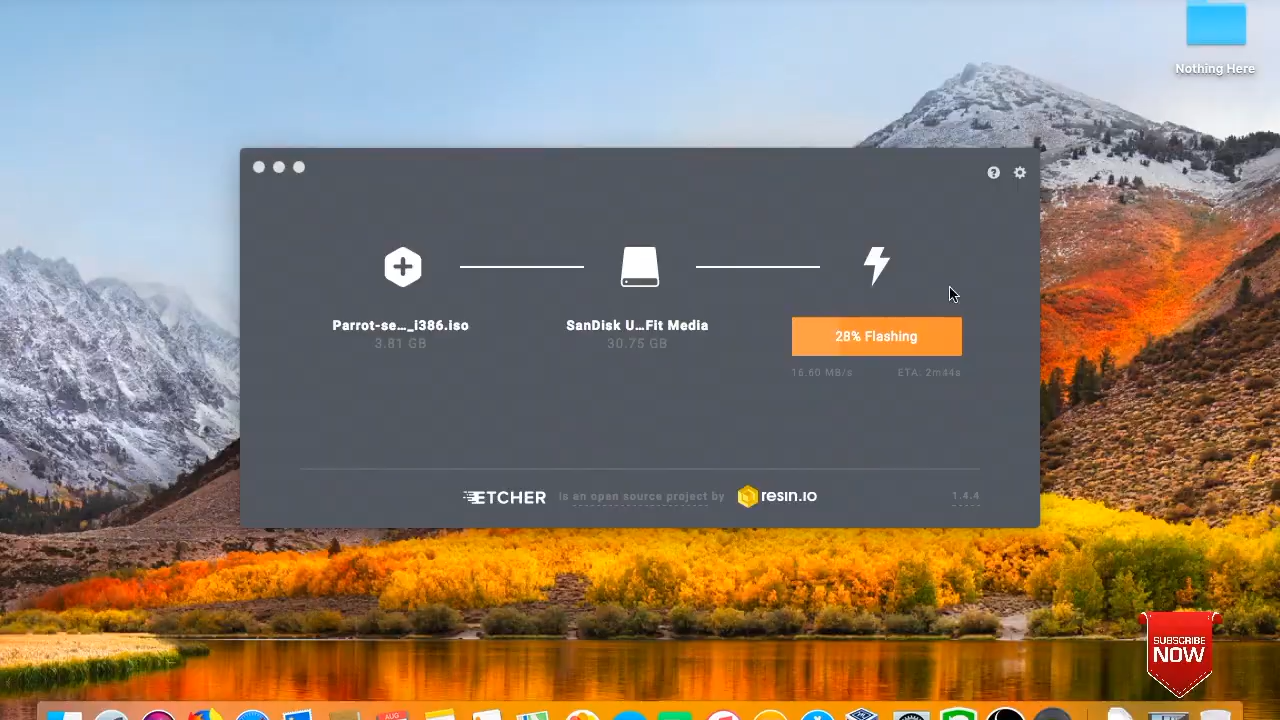 Nothing Here
Parrot-se..._i386.iso
3.81 GB
SanDisk U...Fit Media
30.75 GB
28% Flashing
16.60 MB/s
ETA: 2m44s
ETCHER is an open source project by resin.io
1.4.4
SUBSCRIBE
NOW
AUG